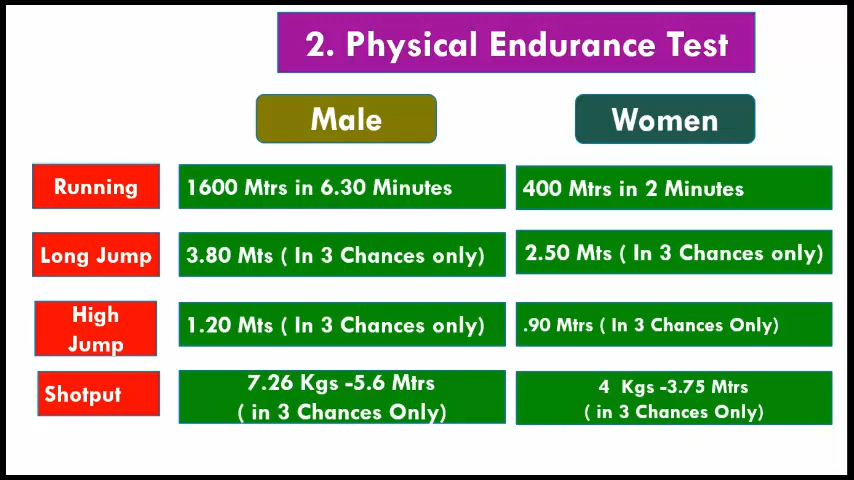 2. Physical Endurance Test
Male
Women
Running
1600 Mtrs in 6.30 Minutes
400 Mtrs in 2 Minutes
Long Jump
3.80 Mts ( In 3 Chances only)
2.50 Mts ( In 3 Chances only)
High
Jump
1.20 Mts ( In 3 Chances only)
.90 Mtrs ( In 3 Chances Only)
Shotput
7.26 Kgs -5.6 Mtrs
( in 3 Chances Only)
4 Kgs -3.75 Mtrs
( in 3 Chances Only)